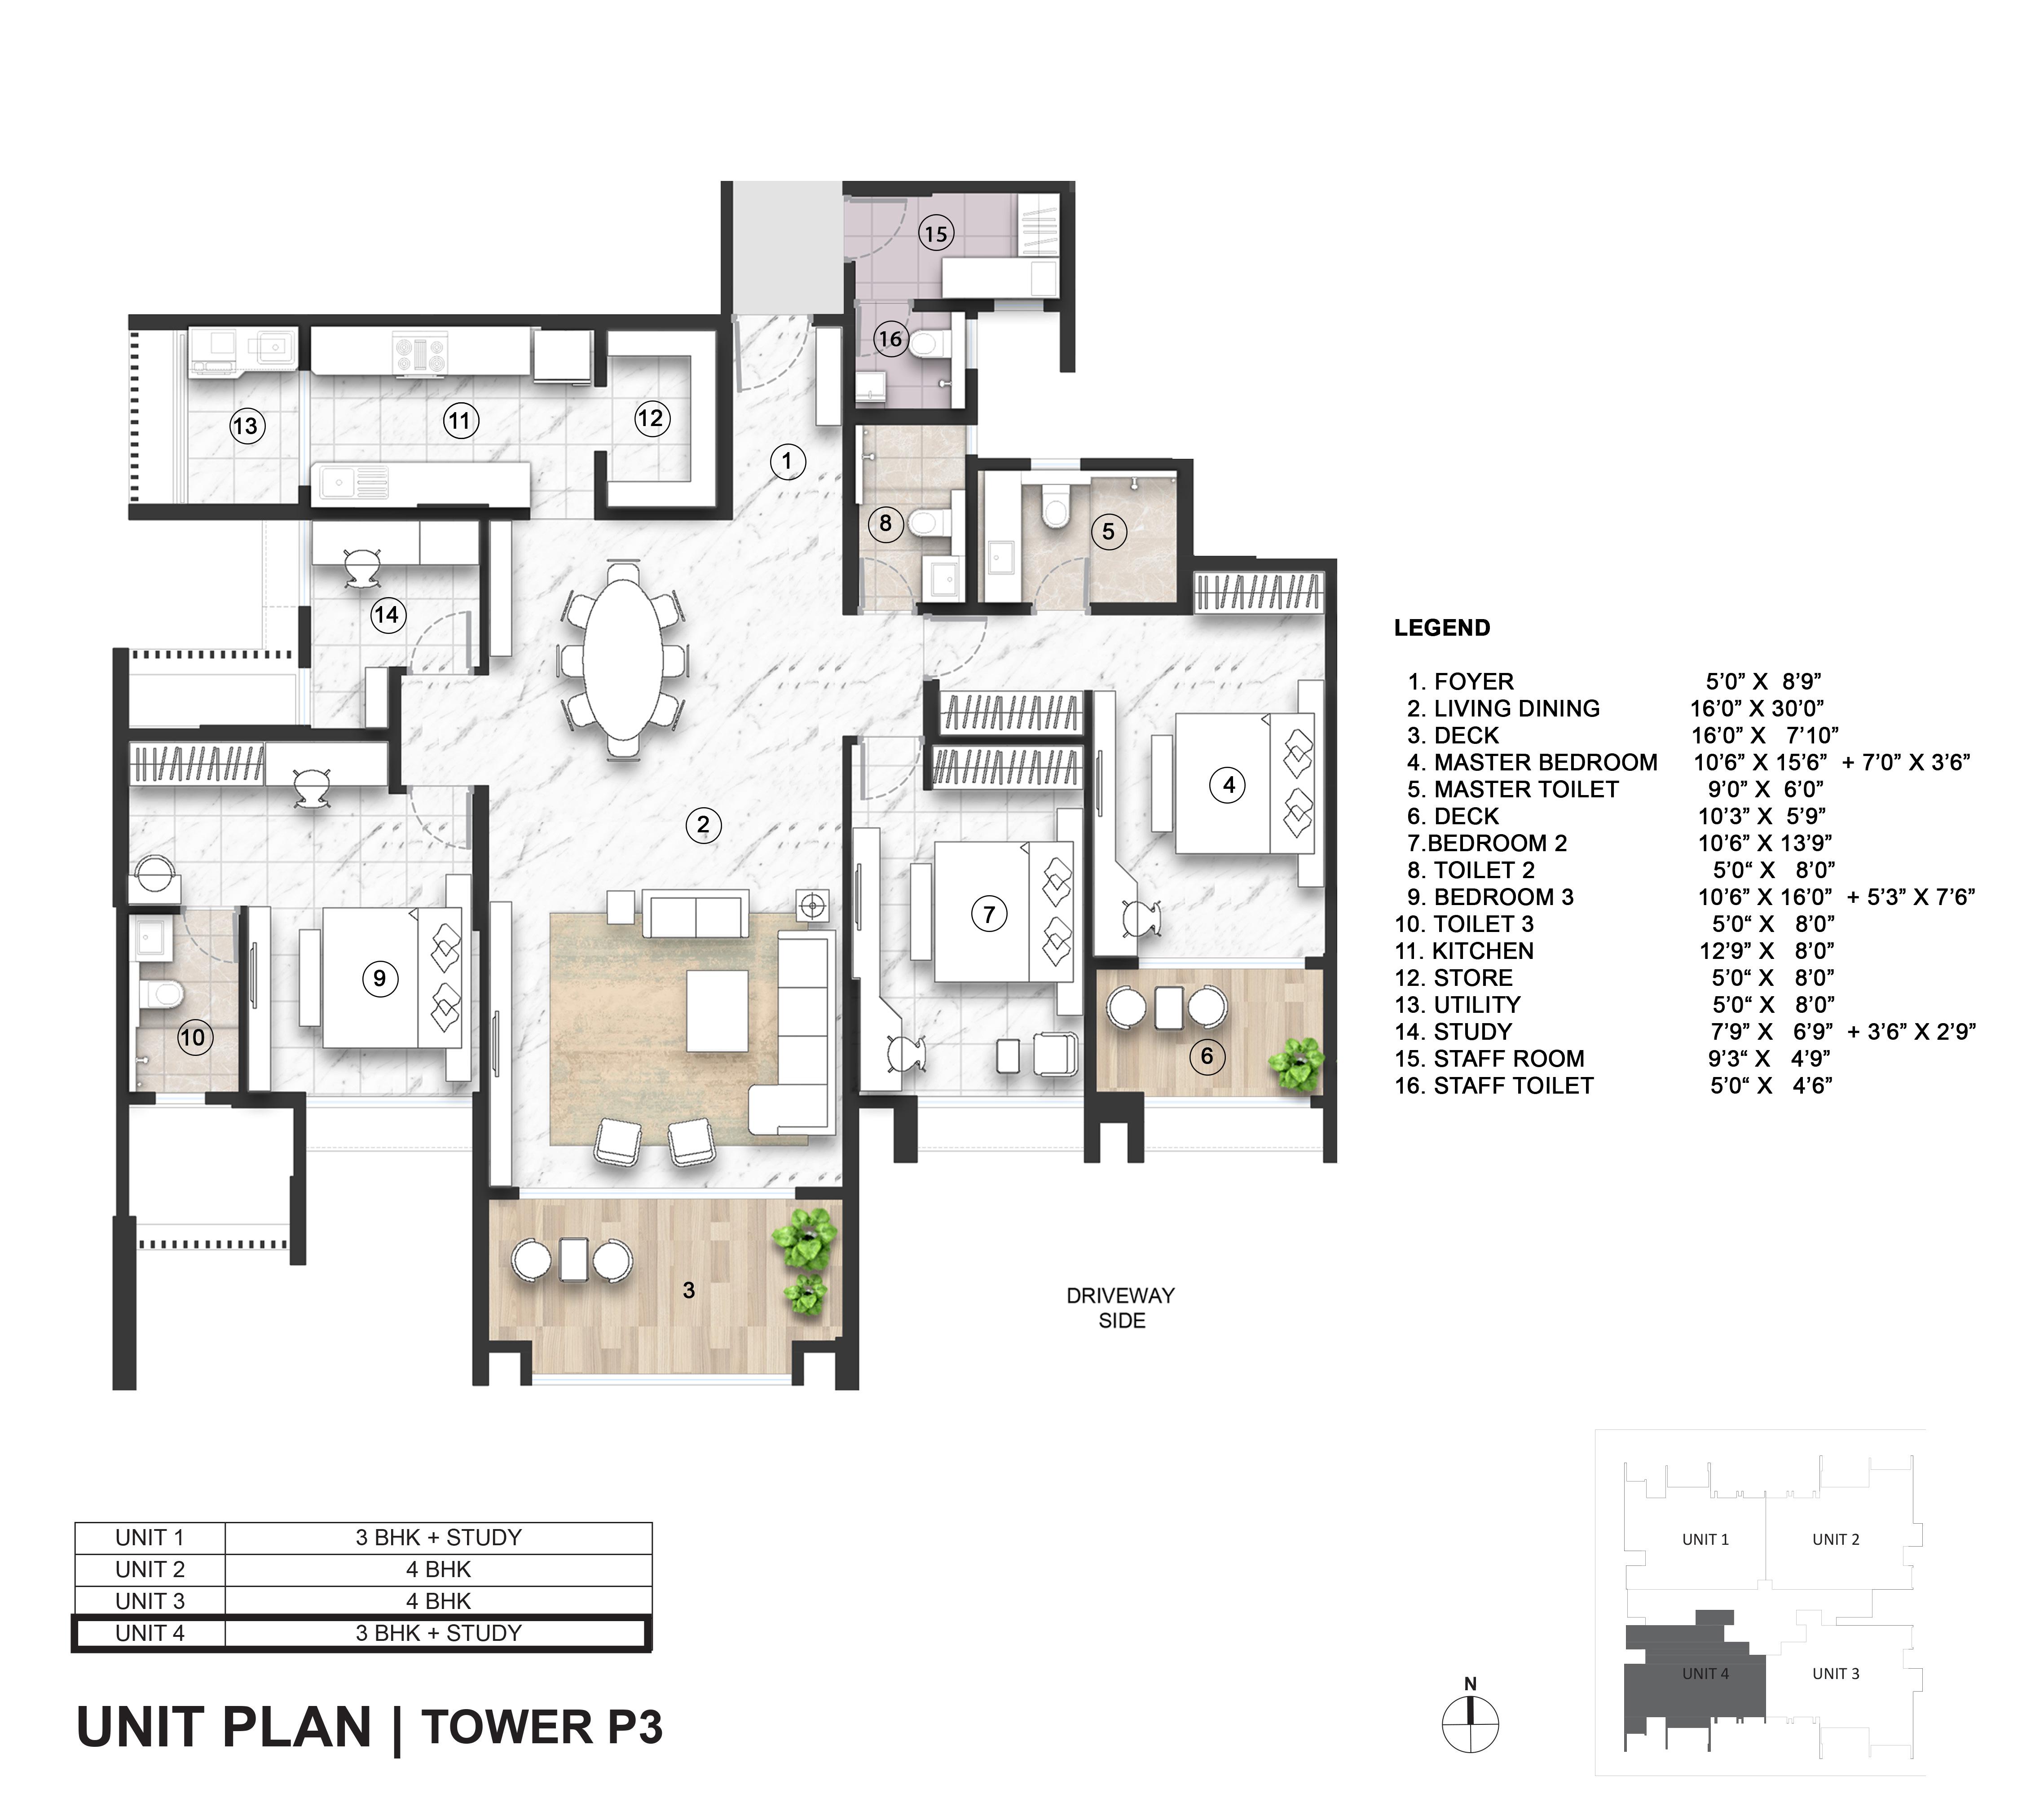 15
16
13
11
12
1
8
5
14
4
2
7
9
10
6
3
LEGEND
1. FOYER 5’0” X 8’9”
2. LIVING DINING 16’0” X 30’0”
3. DECK 16’0” X 7’10”
4. MASTER BEDROOM 10’6” X 15’6” + 7’0” X 3’6”
5. MASTER TOILET 9’0” X 6’0”
6. DECK 10’3” X 5’9”
7.BEDROOM 2 10’6” X 13’9”
8. TOILET 2 5’0“ X 8’0”
9. BEDROOM 3 10’6” X 16’0” + 5’3” X 7’6”
10. TOILET 3 5’0“ X 8’0”
11. KITCHEN 12’9” X 8’0”
12. STORE 5’0“ X 8’0”
13. UTILITY 5’0“ X 8’0”
14. STUDY 7’9” X 6’9” + 3’6” X 2’9”
15. STAFF ROOM 9’3“ X 4’9”
16. STAFF TOILET 5’0“ X 4’6”
DRIVEWAY
SIDE
UNIT 1 3 BHK + STUDY
UNIT 2 4 BHK
UNIT 3 4 BHK
UNIT 4 3 BHK + STUDY
UNIT PLAN | TOWER P3
N
UNIT 1 UNIT 2
UNIT 4 UNIT 3